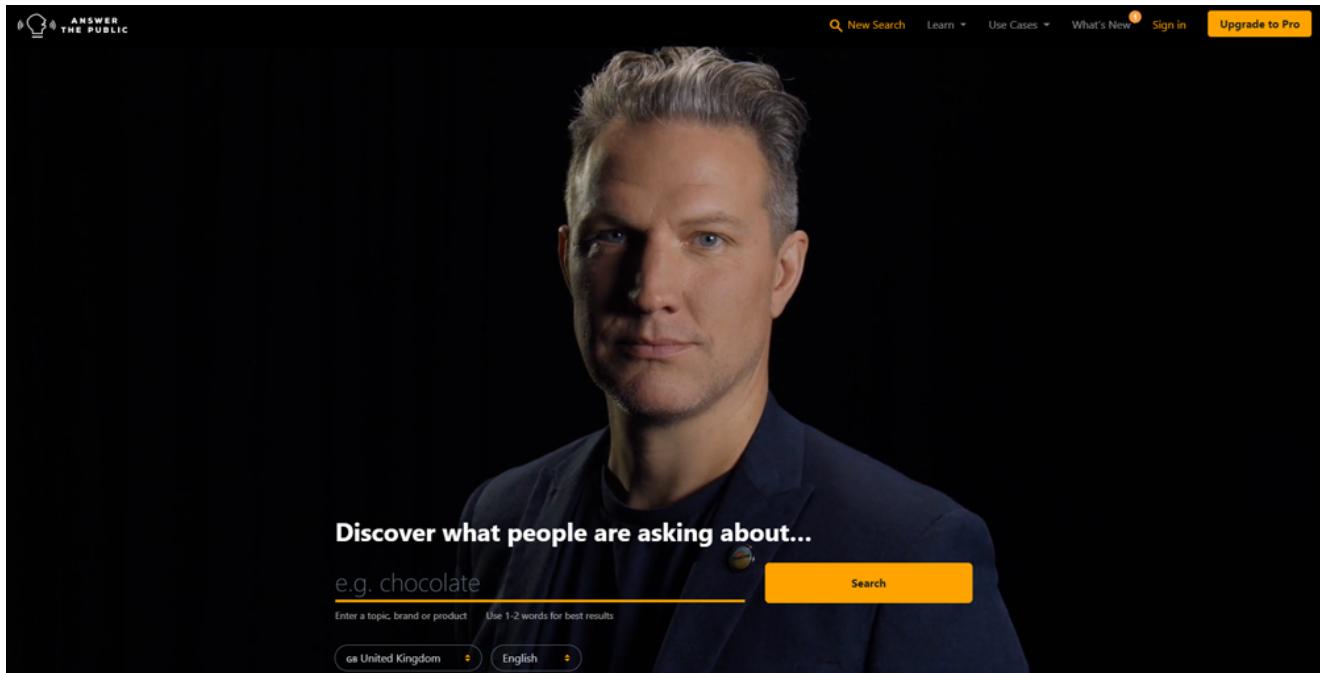 ANSWER
THE PUBLIC
New Search
Learn
Use Cases
What's New
1
Sign in
Upgrade to Pro
Discover what people are asking about...
e.g. chocolate
Search
Enter a topic, brand or product
Use 1-2 words for best results
GB United Kingdom
English